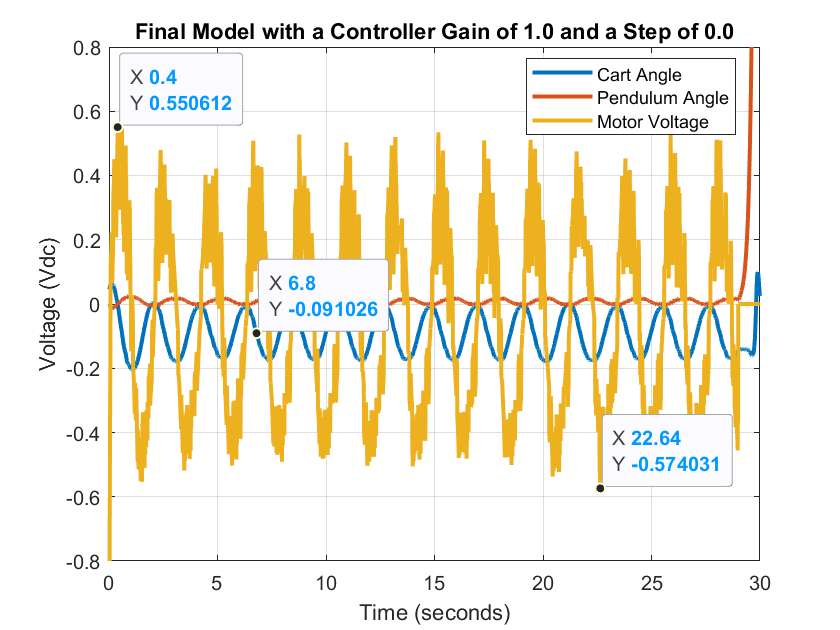 Final Model with a Controller Gain of 1.0 and a Step of 0.0
Voltage (Vdc)
0.8
0.6
0.4
0.2
0
-0.2
-0.4
-0.6
-0.8
X 0.4
Y 0.550612
Cart Angle
Pendulum Angle
Motor Voltage
X 6.8
Y -0.091026
X 22.64
Y -0.574031
0 5 10 15 20 25 30
Time (seconds)